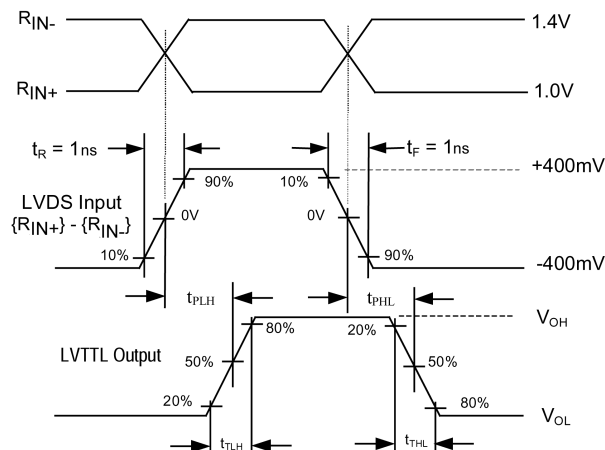 RIN-
1.4V
RIN+
1.0V
tR = 1ns
tF = 1ns
+400mV
90%
10%
LVDS Input
{RIN+} - {RIN-}
0V
0V
10%
90%
-400mV
tPLH
tPHL
VOH
80%
20%
LVTTL Output
50%
50%
20%
80%
VOL
tTLH
tTHL